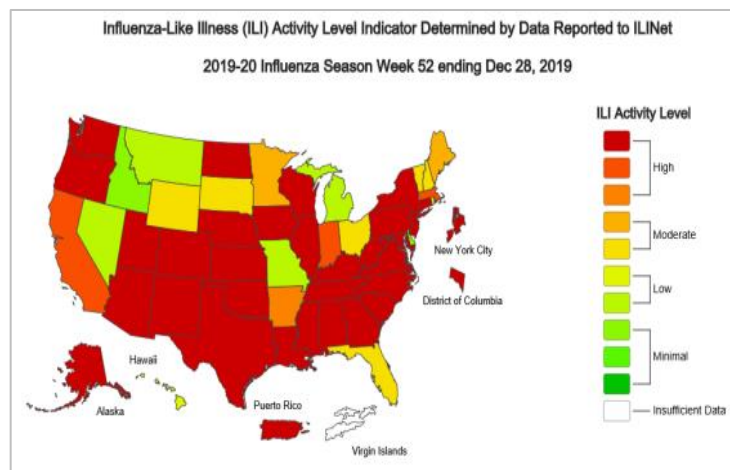 Influenza-Like Illness (ILI) Activity Level Indicator Determined by Data Reported to ILINet
2019-20 Influenza Season Week 52 ending Dec 28, 2019
ILI Activity Level
High
Moderate
New York City
Low
District of Columbia
Hawaii
Minimal
Alaska
Puerto Rico
Insufficient Data
Virgin Islands